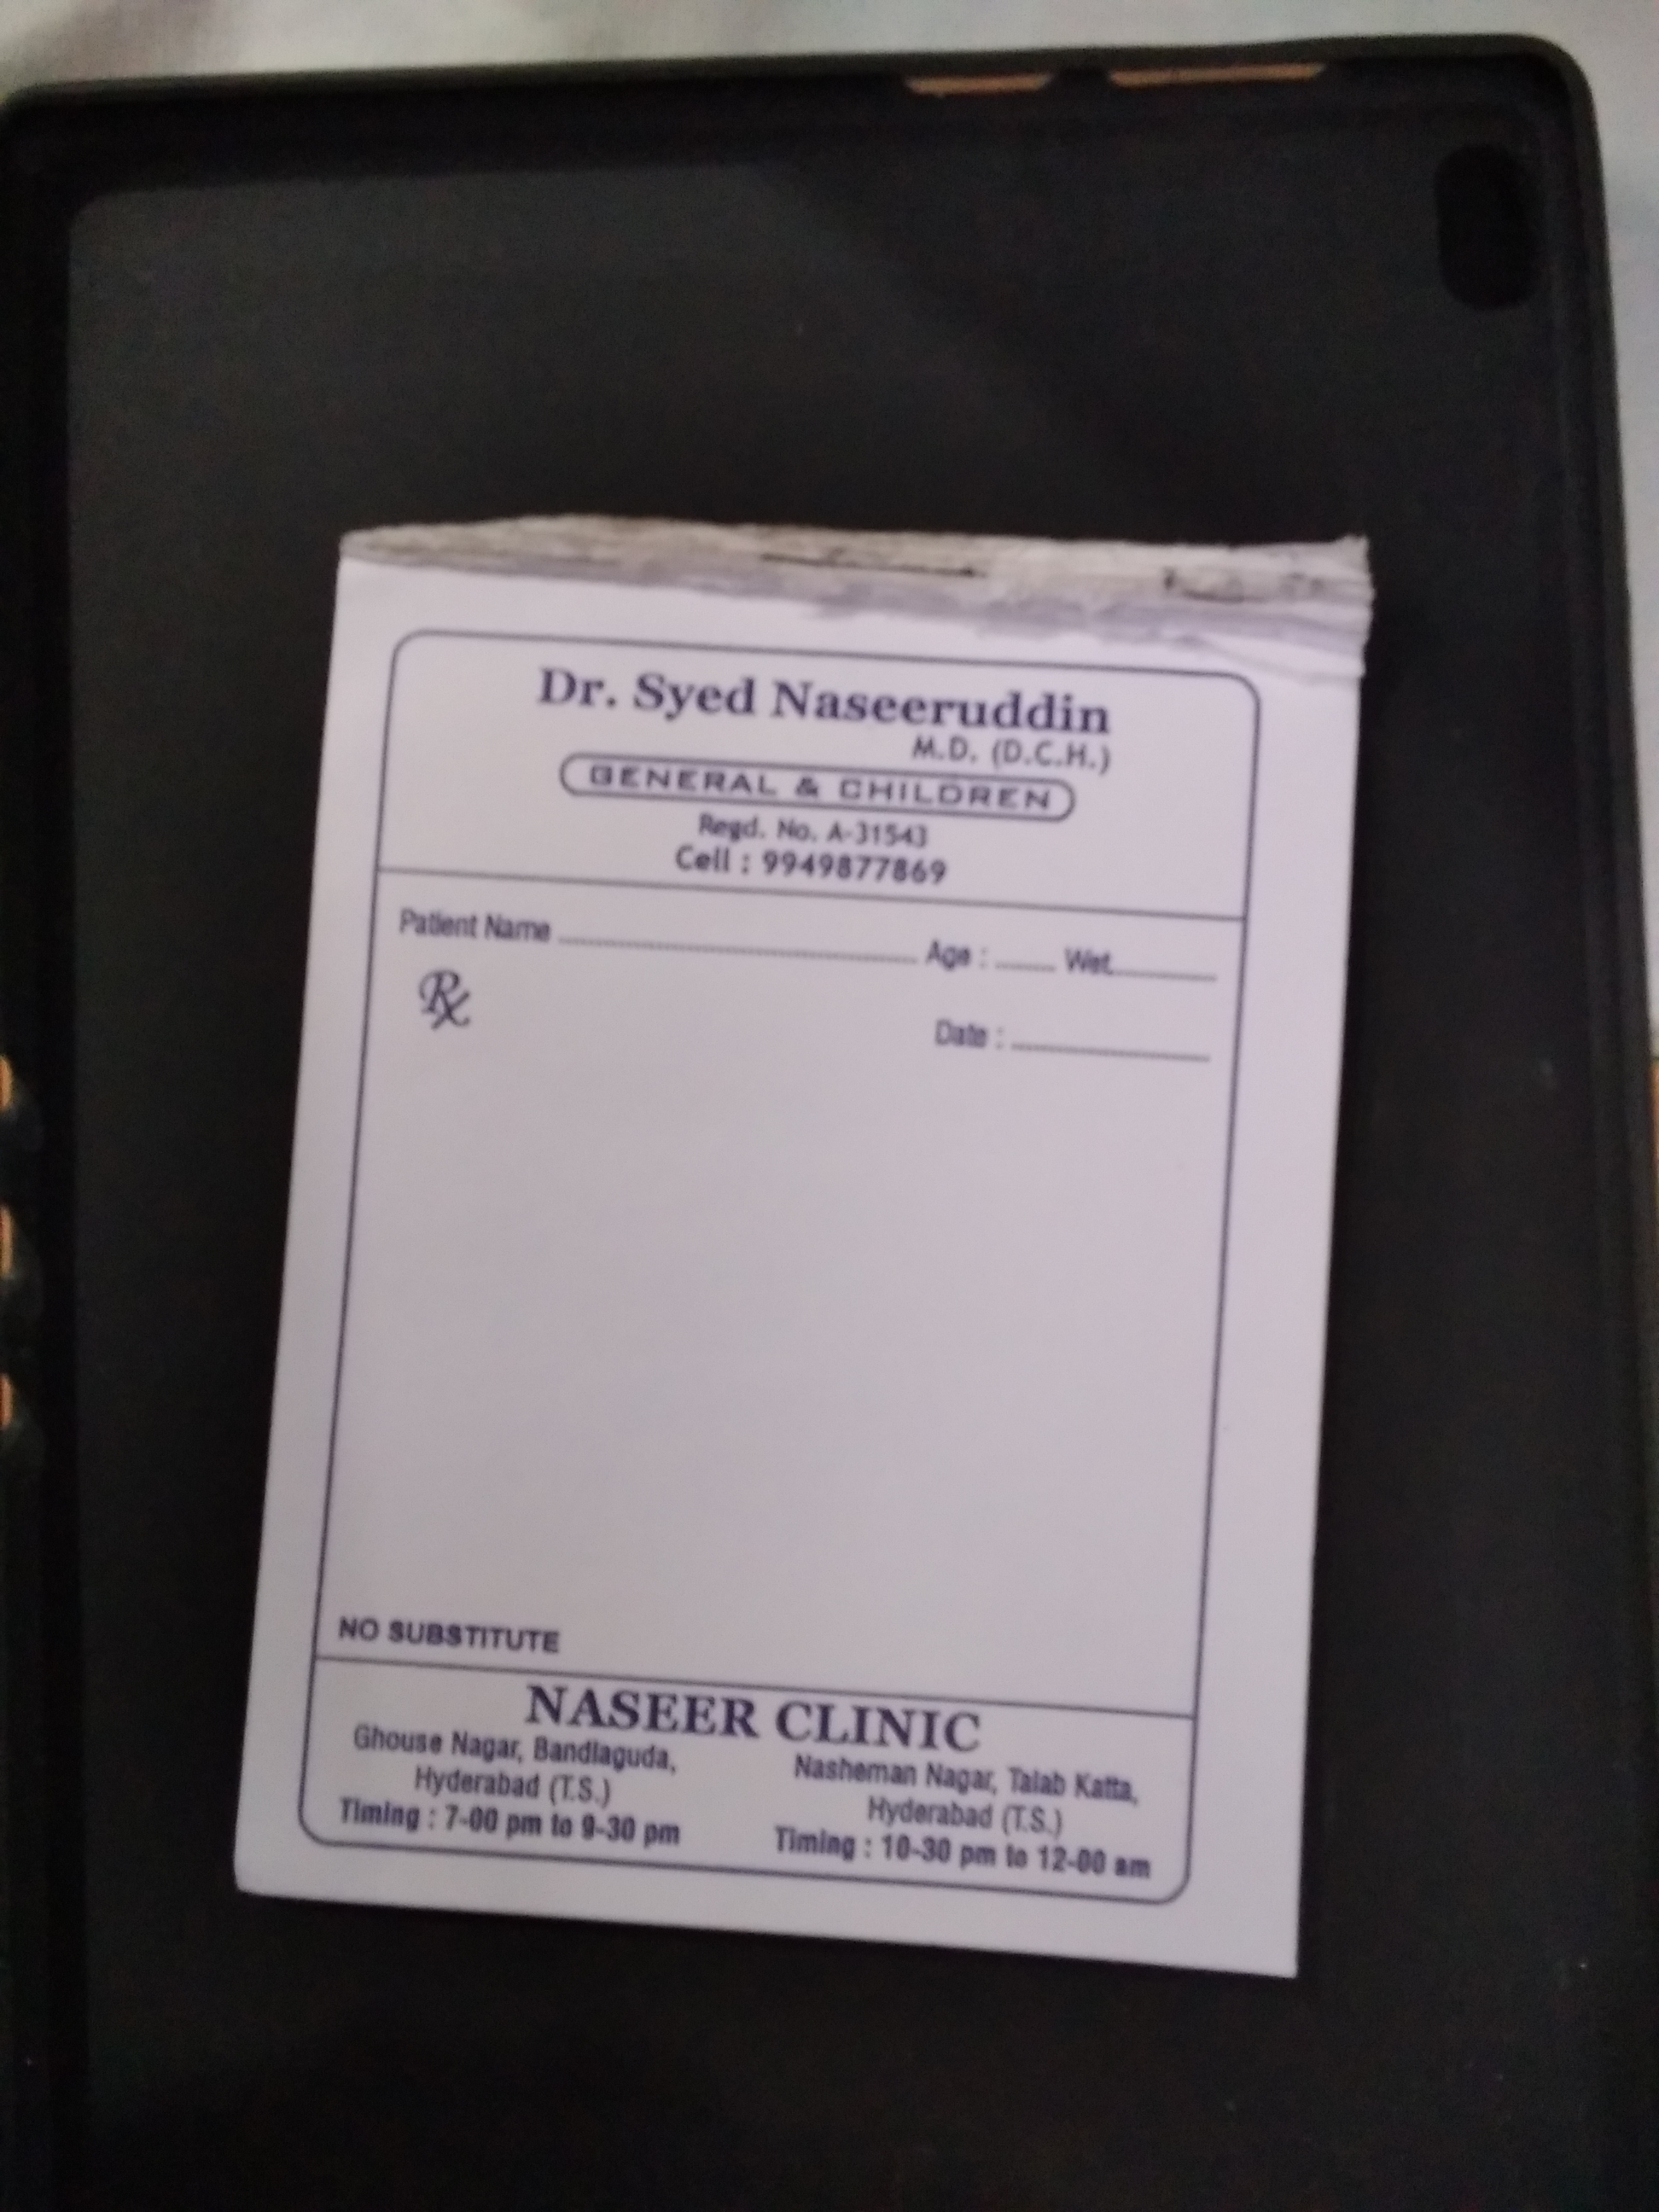 Dr. Syed Naseeruddin
M.D. (D.C.H.)
GENERAL & CHILDREN
Regd. No. A-31543
Cell : 9949877869
Patient Name ............ Age : ...... Wet..........
℞
Date : ..............
NO SUBSTITUTE
NASEER CLINIC
Ghouse Nagar, Bandlaguda,
Hyderabad (T.S.)
Timing : 7-00 pm to 9-30 pm
Nasheman Nagar, Talab Katta,
Hyderabad (T.S.)
Timing : 10-30 pm to 12-00 am